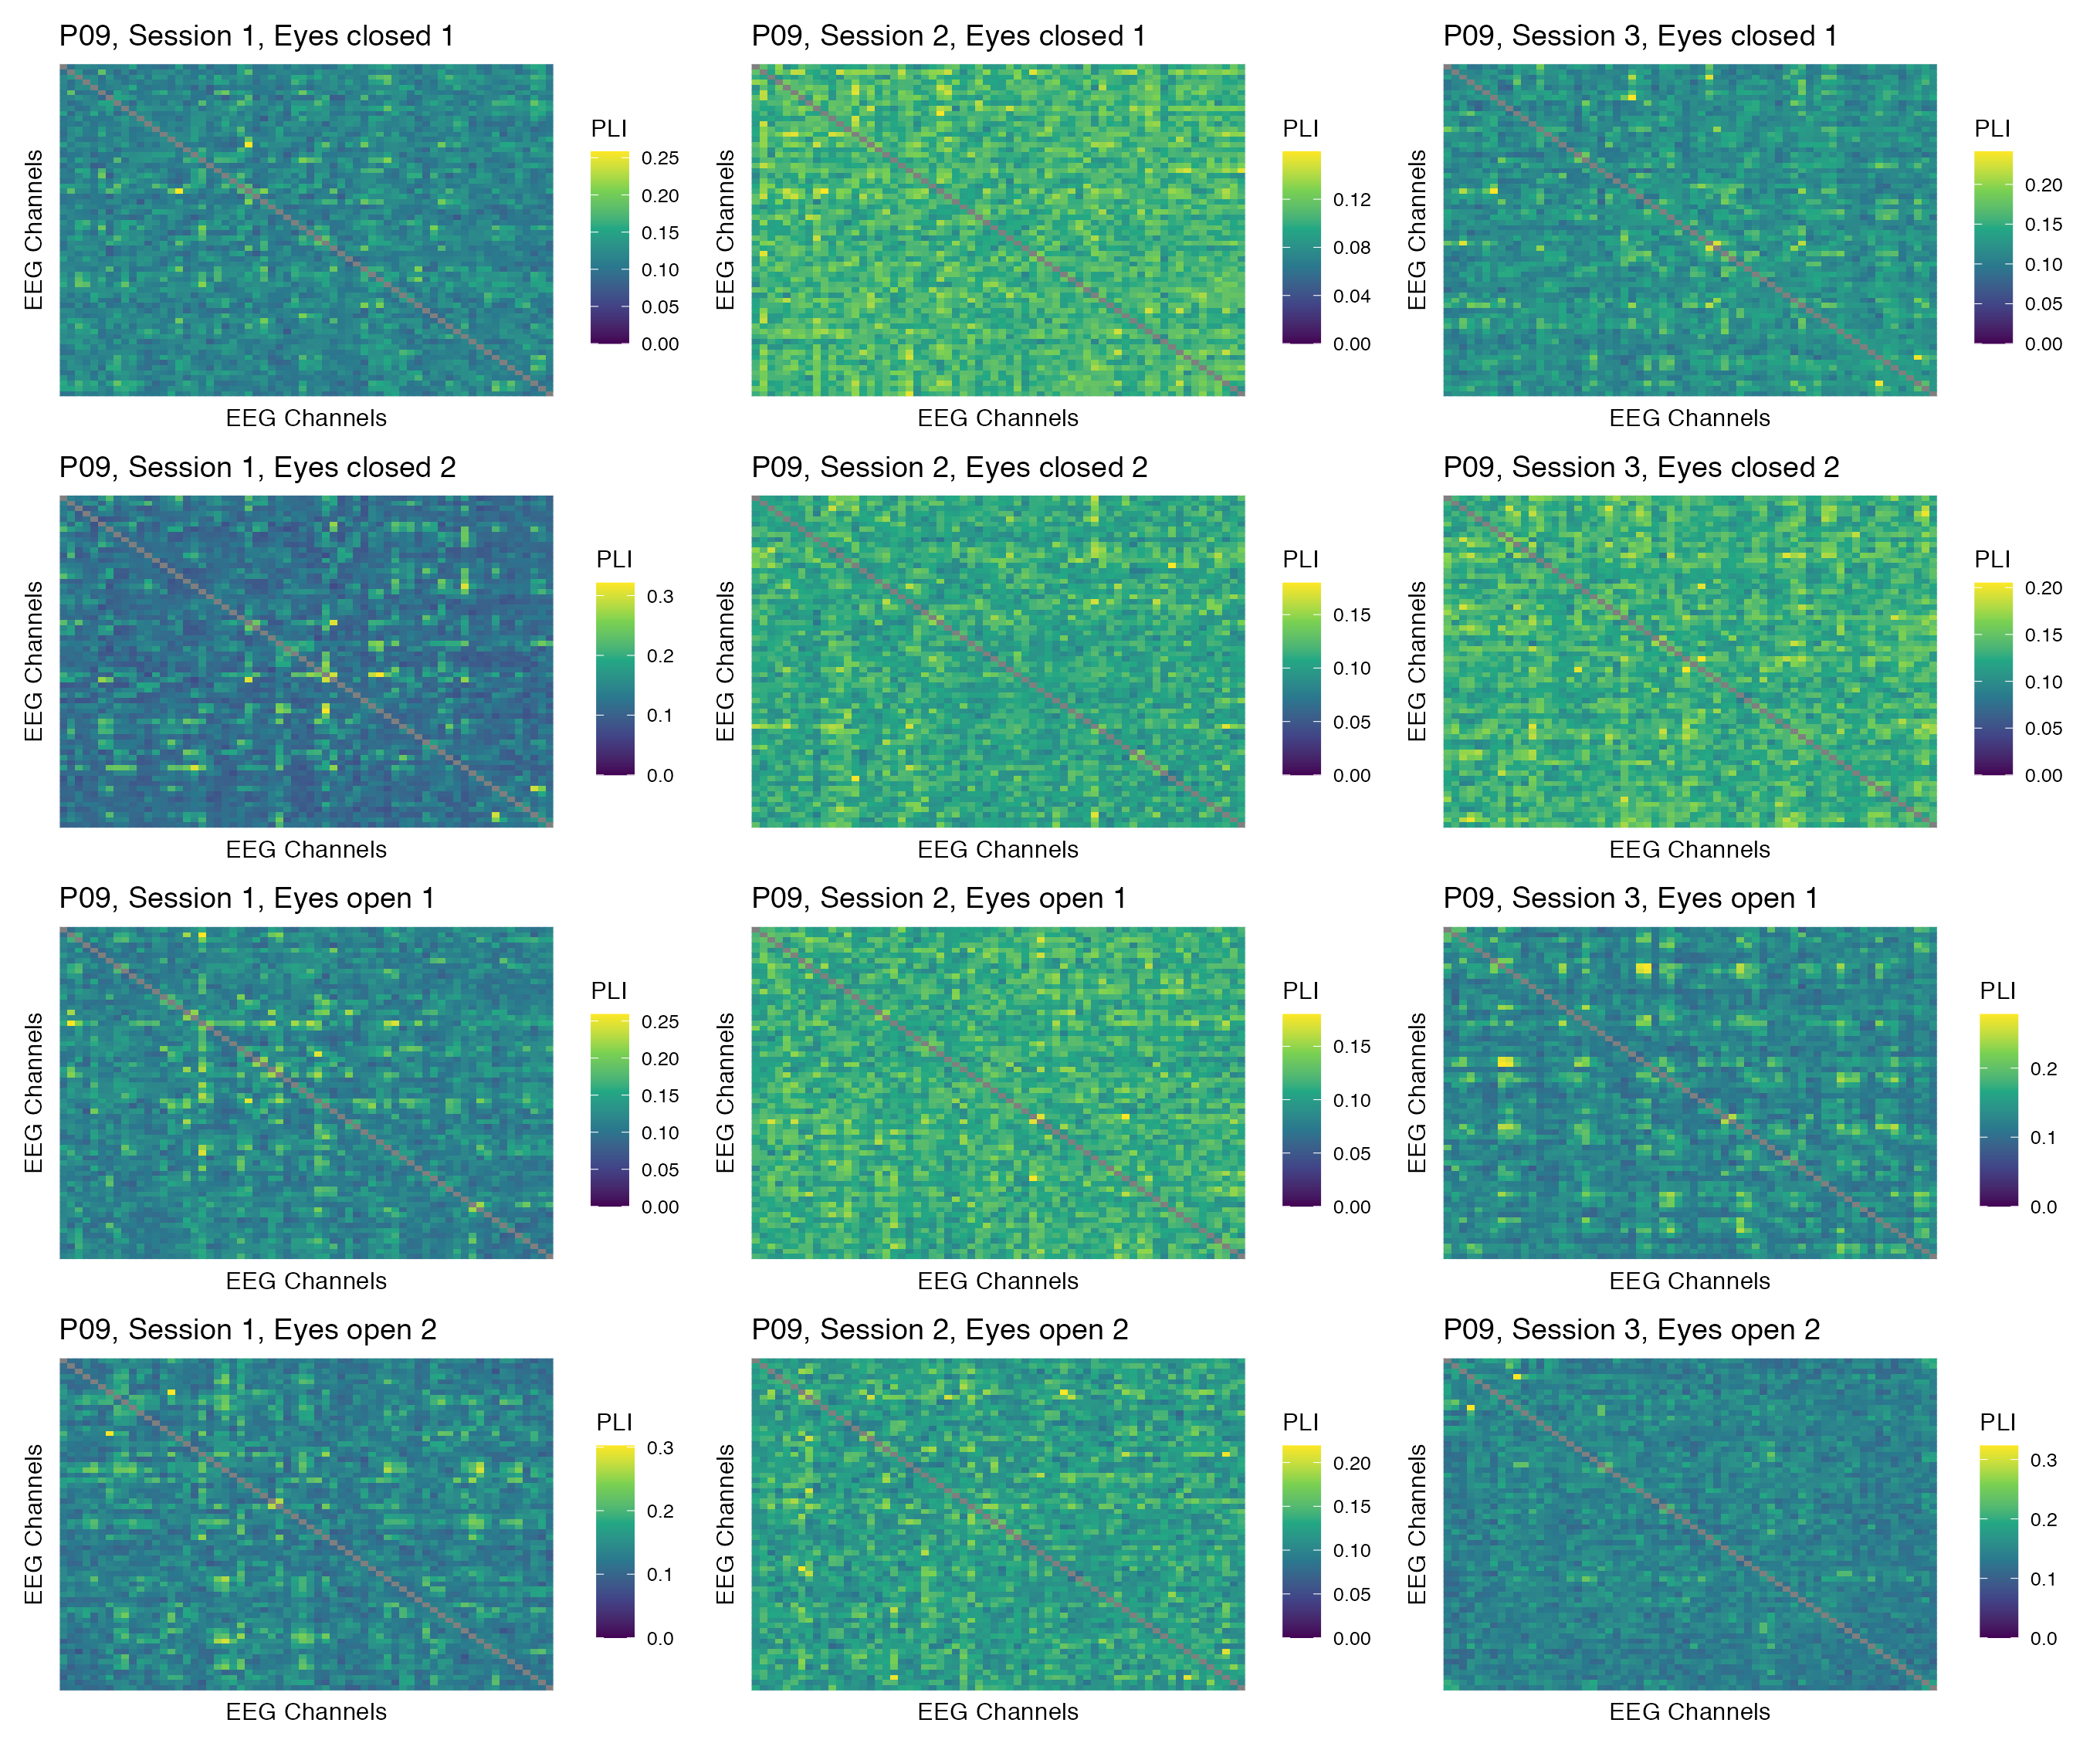 P09, Session 1, Eyes closed 1
EEG Channels
EEG Channels
PLI
0.25
0.20
0.15
0.10
0.05
0.00
P09, Session 2, Eyes closed 1
EEG Channels
EEG Channels
PLI
0.12
0.08
0.04
0.00
P09, Session 3, Eyes closed 1
EEG Channels
EEG Channels
PLI
0.20
0.15
0.10
0.05
0.00
P09, Session 1, Eyes closed 2
EEG Channels
EEG Channels
PLI
0.3
0.2
0.1
0.0
P09, Session 2, Eyes closed 2
EEG Channels
EEG Channels
PLI
0.15
0.10
0.05
0.00
P09, Session 3, Eyes closed 2
EEG Channels
EEG Channels
PLI
0.20
0.15
0.10
0.05
0.00
P09, Session 1, Eyes open 1
EEG Channels
EEG Channels
PLI
0.25
0.20
0.15
0.10
0.05
0.00
P09, Session 2, Eyes open 1
EEG Channels
EEG Channels
PLI
0.15
0.10
0.05
0.00
P09, Session 3, Eyes open 1
EEG Channels
EEG Channels
PLI
0.2
0.1
0.0
P09, Session 1, Eyes open 2
EEG Channels
EEG Channels
PLI
0.3
0.2
0.1
0.0
P09, Session 2, Eyes open 2
EEG Channels
EEG Channels
PLI
0.20
0.15
0.10
0.05
0.00
P09, Session 3, Eyes open 2
EEG Channels
EEG Channels
PLI
0.3
0.2
0.1
0.0